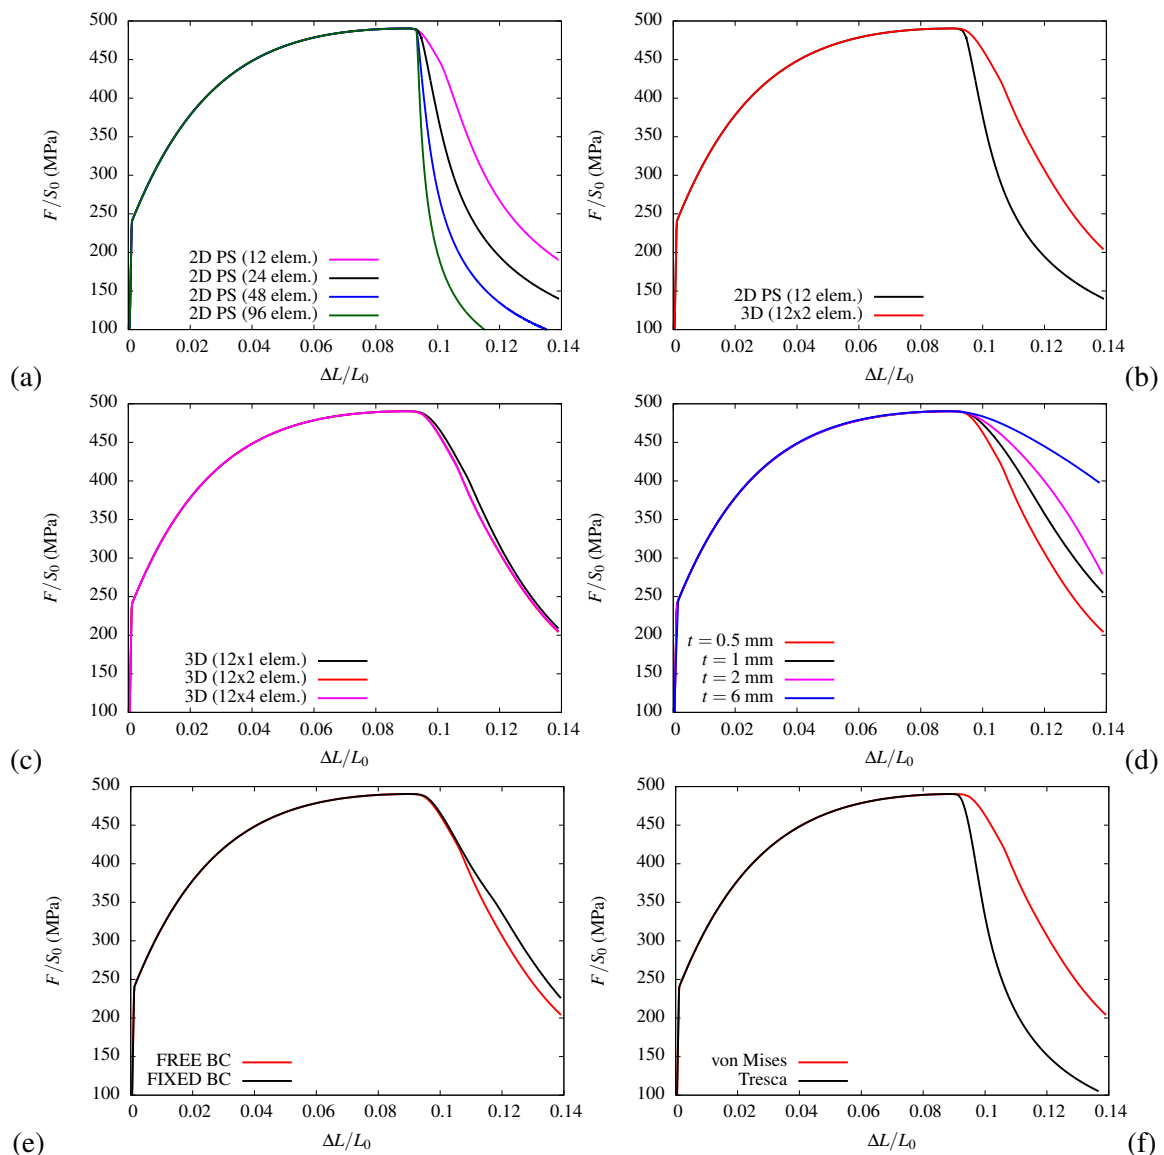 500
450
400
350
300
250
200
150
100
F/S0 (MPa)
2D PS (12 elem.)
2D PS (24 elem.)
2D PS (48 elem.)
2D PS (96 elem.)
0 0.02 0.04 0.06 0.08 0.1 0.12 0.14
ΔL/L0
(a)
500
450
400
350
300
250
200
150
100
F/S0 (MPa)
2D PS (12 elem.)
3D (12x2 elem.)
0 0.02 0.04 0.06 0.08 0.1 0.12 0.14
ΔL/L0
(b)
500
450
400
350
300
250
200
150
100
F/S0 (MPa)
3D (12x1 elem.)
3D (12x2 elem.)
3D (12x4 elem.)
0 0.02 0.04 0.06 0.08 0.1 0.12 0.14
ΔL/L0
(c)
500
450
400
350
300
250
200
150
100
F/S0 (MPa)
t = 0.5 mm
t = 1 mm
t = 2 mm
t = 6 mm
0 0.02 0.04 0.06 0.08 0.1 0.12 0.14
ΔL/L0
(d)
500
450
400
350
300
250
200
150
100
F/S0 (MPa)
FREE BC
FIXED BC
0 0.02 0.04 0.06 0.08 0.1 0.12 0.14
ΔL/L0
(e)
500
450
400
350
300
250
200
150
100
F/S0 (MPa)
von Mises
Tresca
0 0.02 0.04 0.06 0.08 0.1 0.12 0.14
ΔL/L0
(f)